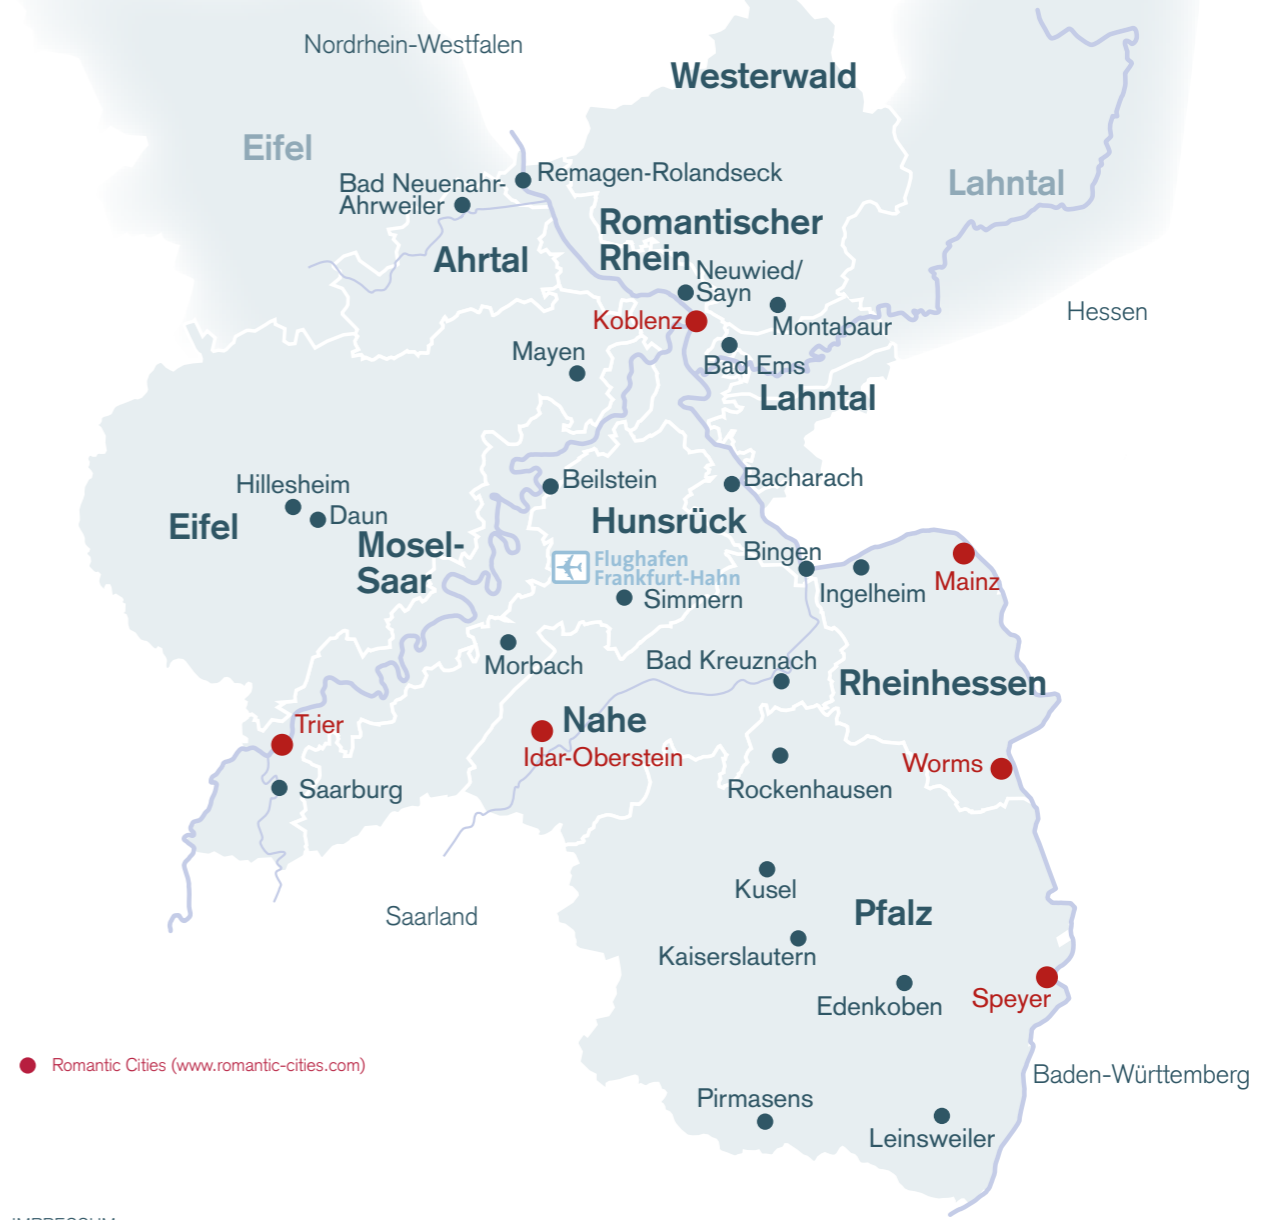 Nordrhein-Westfalen
Westerwald
Eifel
Lahntal
Remagen-Rolandseck
Bad Neuenahr-
Ahrweiler
Romantischer
Rhein
Ahrtal
Neuwied/
Sayn
Hessen
Koblenz
Montabaur
Mayen
Bad Ems
Lahntal
Hillesheim
Beilstein
Bacharach
Daun
Eifel
Hunsrück
Mosel-
Saar
Bingen
Flughafen
Frankfurt-Hahn
Mainz
Ingelheim
Simmern
Morbach
Bad Kreuznach
Rheinhessen
Trier
Nahe
Idar-Oberstein
Worms
Saarburg
Rockenhausen
Kusel
Saarland
Pfalz
Kaiserslautern
Edenkoben
Speyer
Romantic Cities (www.romantic-cities.com)
Baden-Württemberg
Pirmasens
Leinsweiler
IMPRESSUM